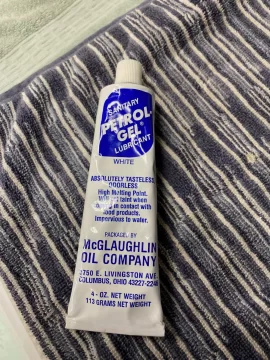 SANITARY
PETROL-
GEL
LUBRICANT
WHITE
ABSOLUTELY TASTELESS
ODORLESS
High Melting Point.
Will not taint when
in contact with
food products.
Impervious to water.
PACKAGED BY
McGLAUGHLIN
OIL COMPANY
3750 E. LIVINGSTON AVE
COLUMBUS, OHIO 43227-2246
4 - OZ. NET WEIGHT
113 GRAMS NET WEIGHT